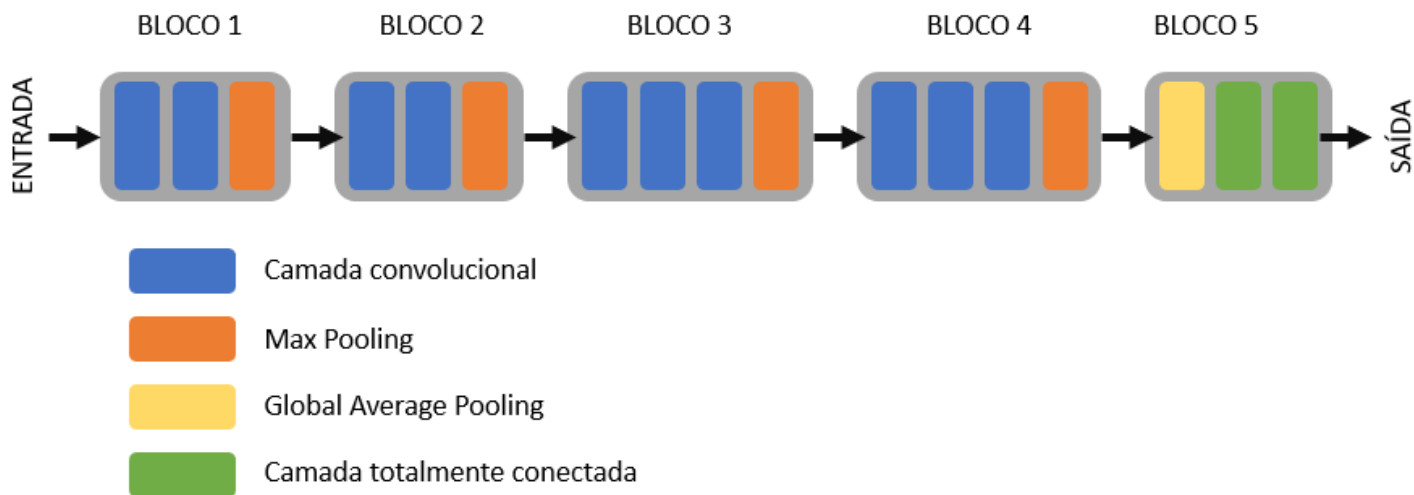 BLOCO 1
BLOCO 2
BLOCO 3
BLOCO 4
BLOCO 5
ENTRADA
SAÍDA
Camada convolucional
Max Pooling
Global Average Pooling
Camada totalmente conectada